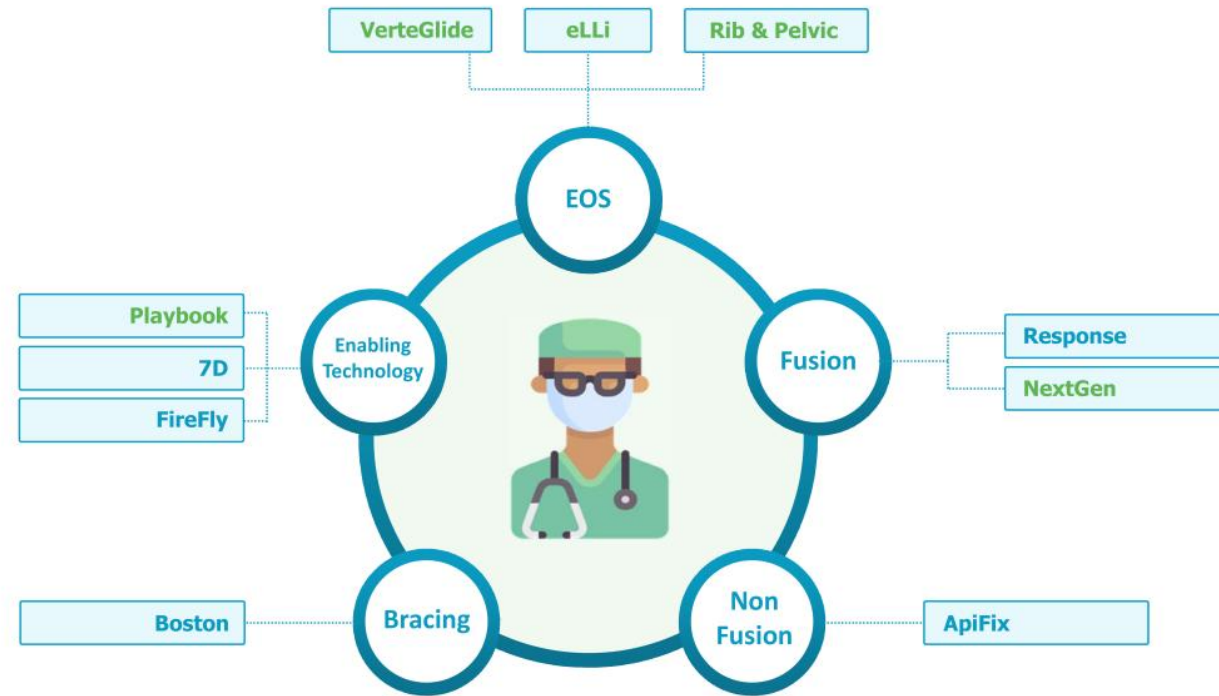 VerteGlide
eLLi
Rib & Pelvic
EOS
Playbook
7D
FireFly
Enabling
Technology
Fusion
Response
NextGen
Boston
Bracing
Non
Fusion
ApiFix